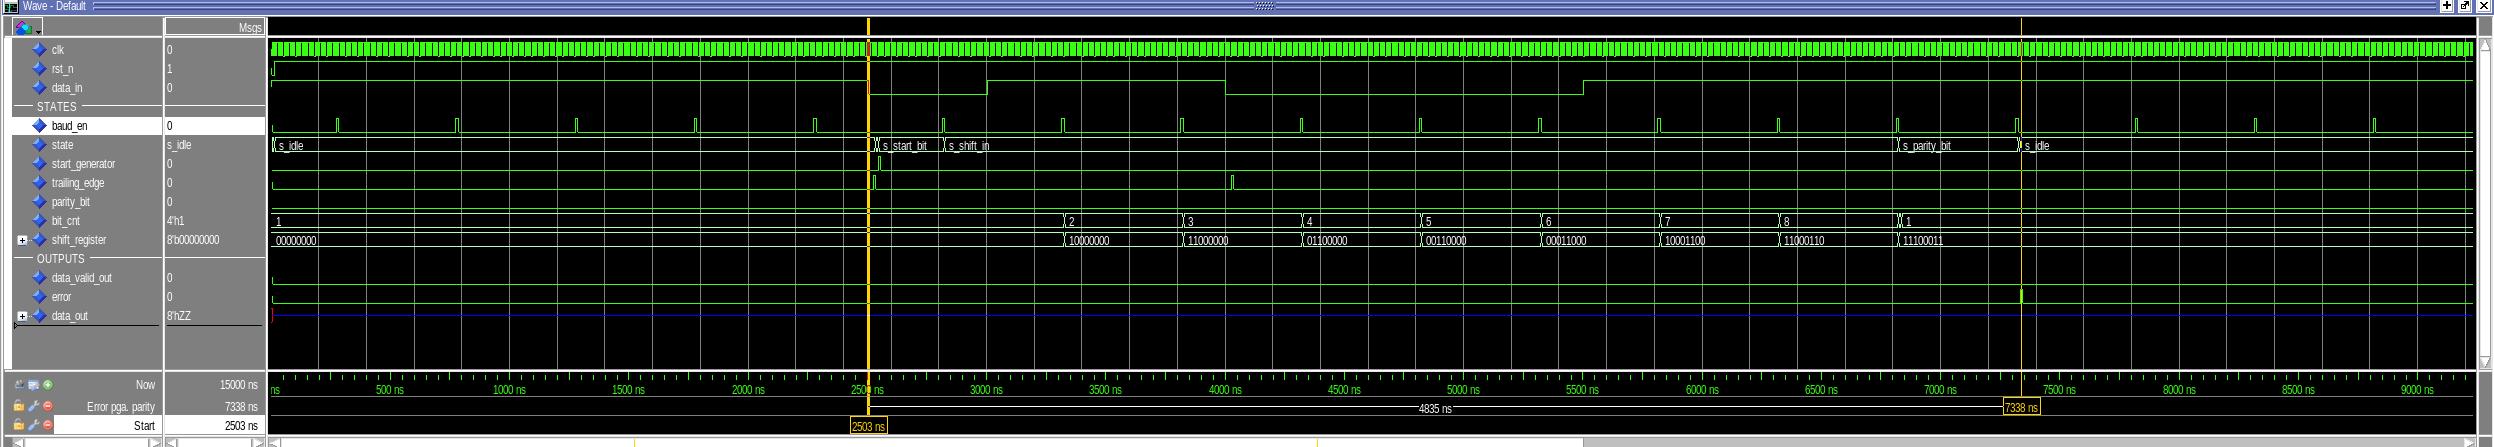 Wave - Default
Msgs
clk 0
rst_n 1
data_in 0
STATES
baud_en 0
state s_idle s_idle s_start_bit s_shift_in s_parity_bit s_idle
start_generator 0
trailing_edge 0
parity_bit 0
bit_cnt 4'h1 1 2 3 4 5 6 7 8 1
shift_register 8'b00000000 00000000 10000000 11000000 01100000 00110000 00011000 10001100 11000110 11100011
OUTPUTS
data_valid_out 0
error 0
data_out 8'hZZ
Now 15000 ns ns 500 ns 1000 ns 1500 ns 2000 ns 2500 ns 3000 ns 3500 ns 4000 ns 4500 ns 5000 ns 5500 ns 6000 ns 6500 ns 7000 ns 7500 ns 8000 ns 8500 ns 9000 ns
Error pga. parity 7338 ns 4835 ns 7338 ns
Start 2503 ns 2503 ns